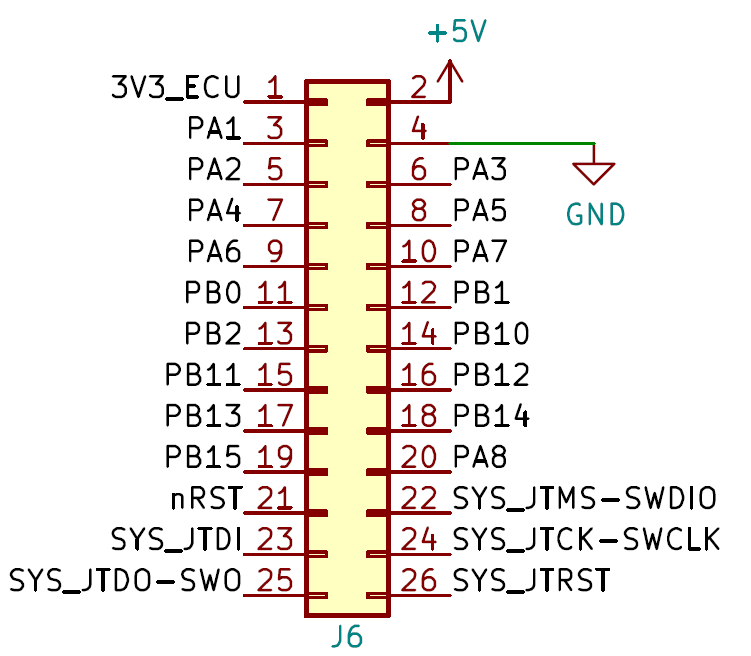 +5V
3V3_ECU 1 2
PA1 3 4
PA2 5 6 PA3
PA4 7 8 PA5
GND
PA6 9 10 PA7
PB0 11 12 PB1
PB2 13 14 PB10
PB11 15 16 PB12
PB13 17 18 PB14
PB15 19 20 PA8
nRST 21 22 SYS_JTMS-SWDIO
SYS_JTDI 23 24 SYS_JTCK-SWCLK
SYS_JTDO-SWO 25 26 SYS_JTRST
J6